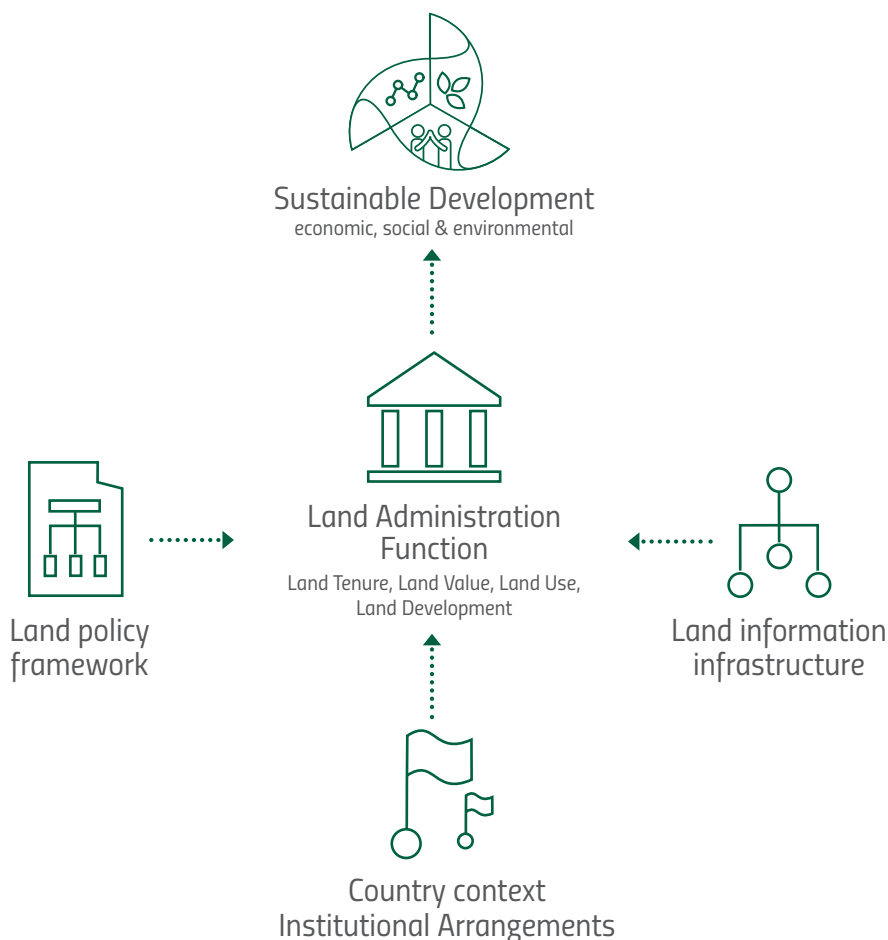 Sustainable Development
economic, social & environmental
Land Administration
Function
Land Tenure, Land Value, Land Use,
Land Development
Land policy
framework
Land information
infrastructure
Country context
Institutional Arrangements